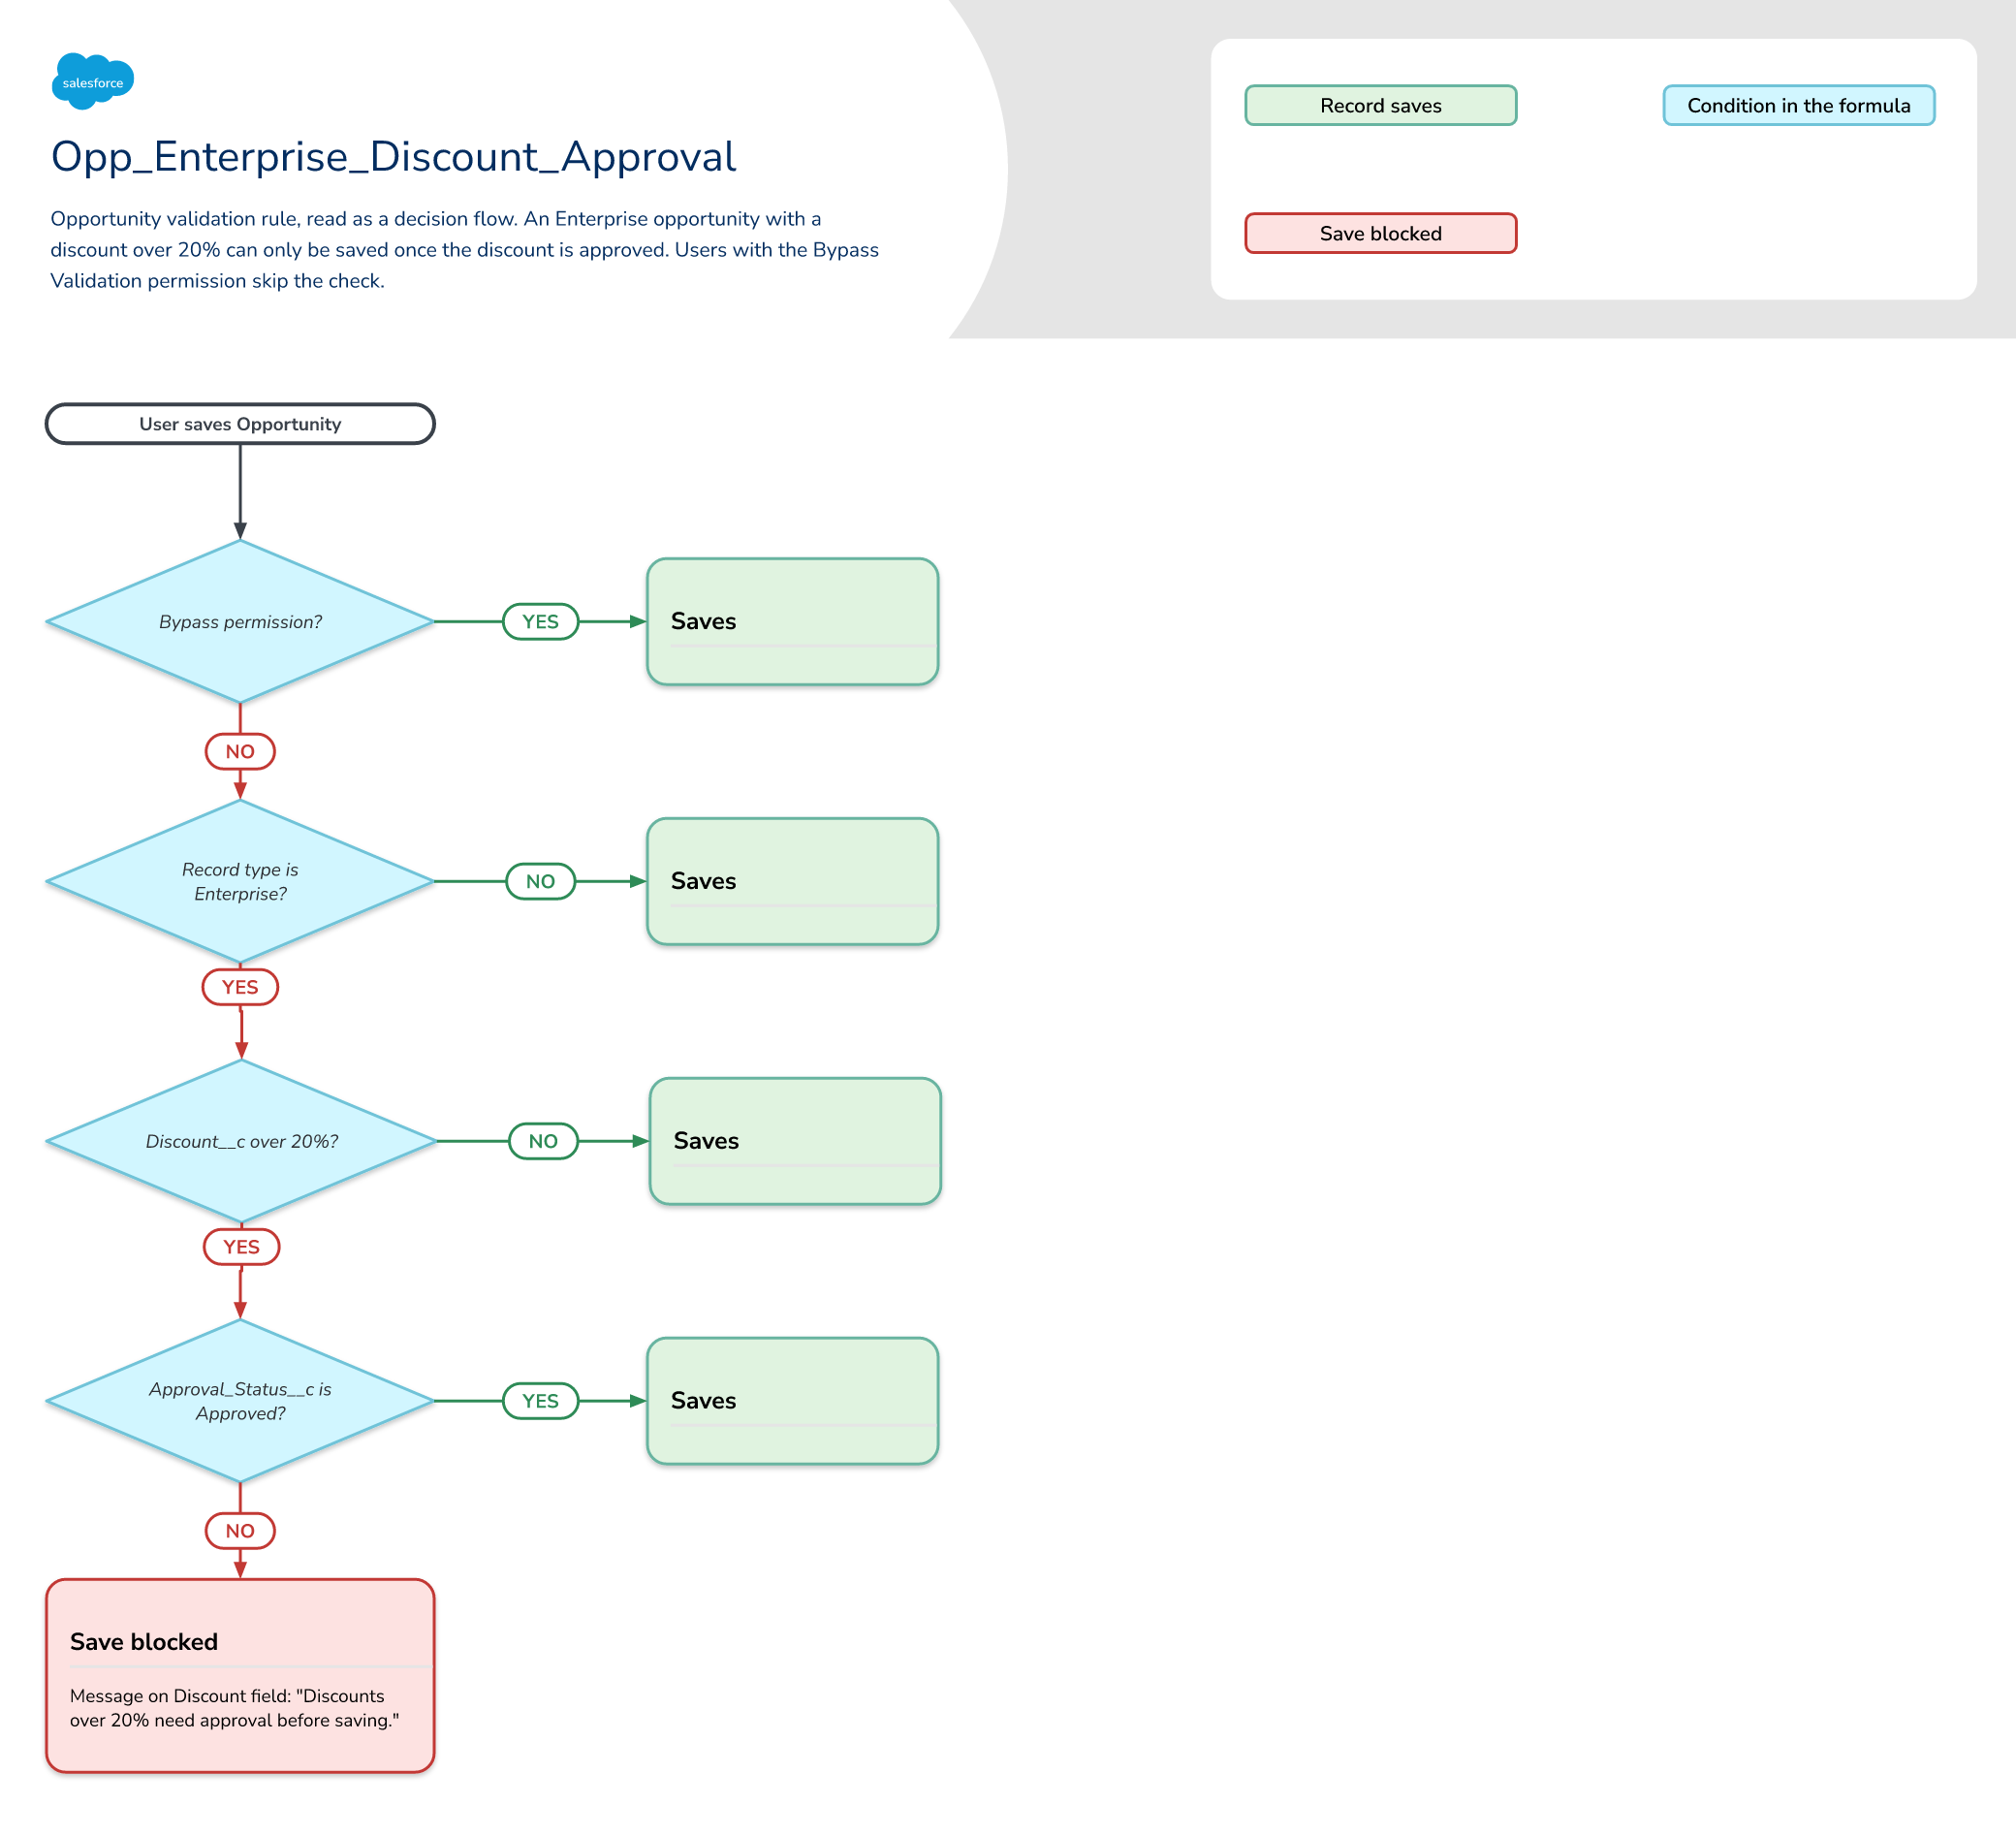 salesforce
Opp_Enterprise_Discount_Approval
Opportunity validation rule, read as a decision flow. An Enterprise opportunity with a
discount over 20% can only be saved once the discount is approved. Users with the Bypass
Validation permission skip the check.
Record saves
Condition in the formula
Save blocked
User saves Opportunity
Bypass permission?
YES
Saves
NO
Record type is
Enterprise?
NO
Saves
YES
Discount__c over 20%?
NO
Saves
YES
Approval_Status__c is
Approved?
YES
Saves
NO
Save blocked
Message on Discount field: "Discounts
over 20% need approval before saving."